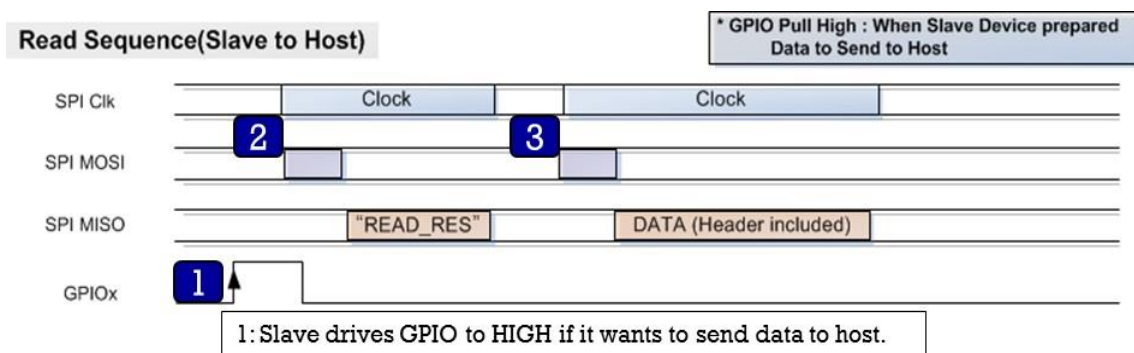 * GPIO Pull High : When Slave Device prepared
Data to Send to Host
Read Sequence(Slave to Host)
SPI Clk
Clock
Clock
2
3
SPI MOSI
SPI MISO
"READ_RES"
DATA (Header included)
1
GPIOx
1: Slave drives GPIO to HIGH if it wants to send data to host.